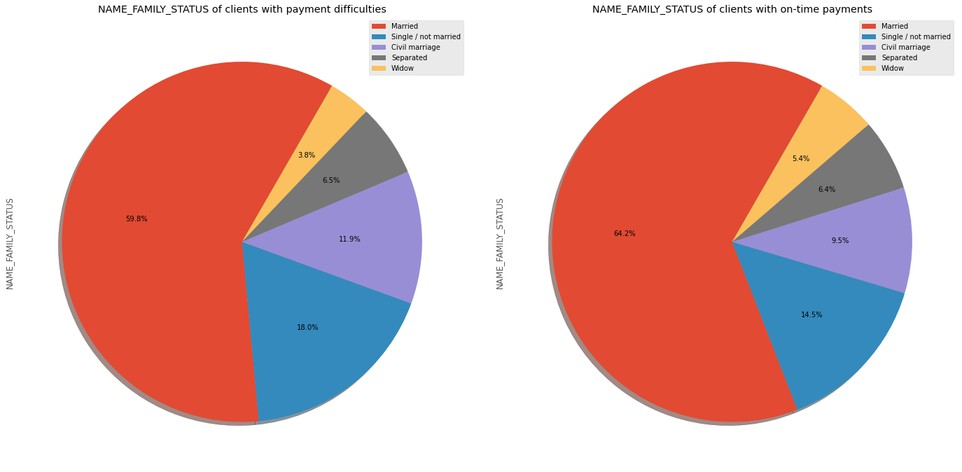 NAME_FAMILY_STATUS of clients with payment difficulties
Married
Single / not married
Civil marriage
Separated
Widow
NAME_FAMILY_STATUS
59.8%
3.8%
6.5%
11.9%
18.0%
NAME_FAMILY_STATUS of clients with on-time payments
Married
Single / not married
Civil marriage
Separated
Widow
NAME_FAMILY_STATUS
64.2%
5.4%
6.4%
9.5%
14.5%